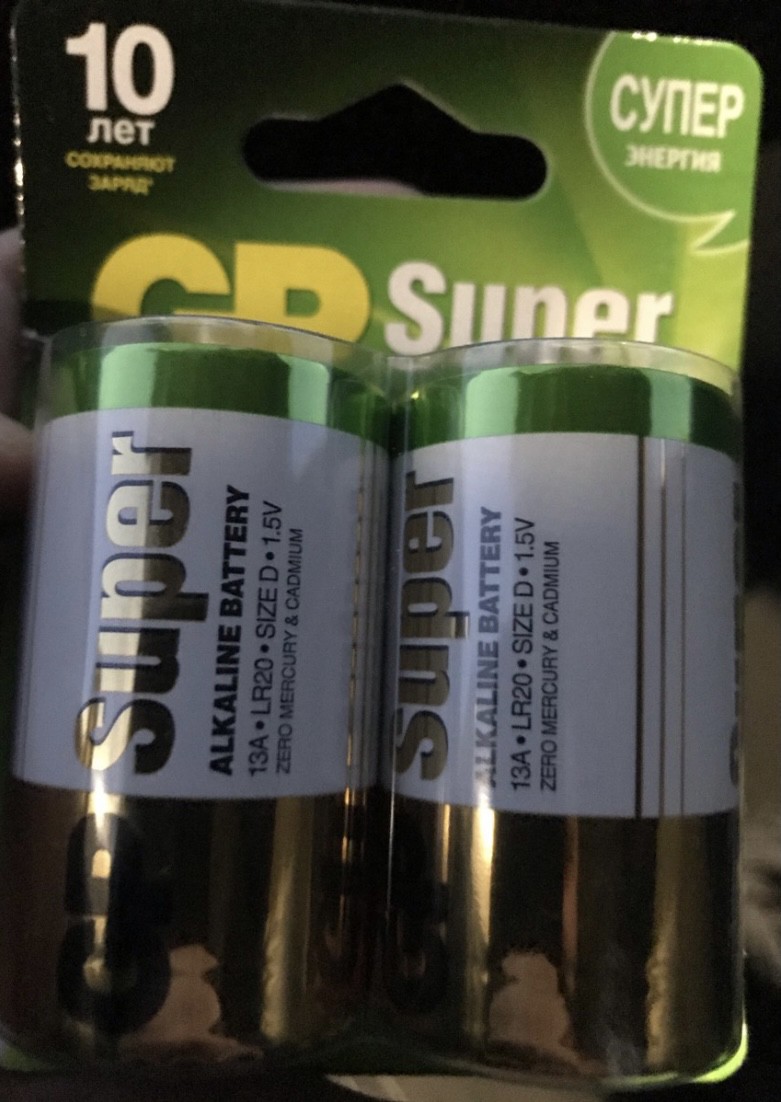 10
лет
СОХРАНЯЮТ
ЗАРЯД*
СУПЕР
ЭНЕРГИЯ
GP Super
GP Super
ALKALINE BATTERY
13A • LR20 • SIZE D • 1.5V
ZERO MERCURY & CADMIUM
GP Super
ALKALINE BATTERY
13A • LR20 • SIZE D • 1.5V
ZERO MERCURY & CADMIUM